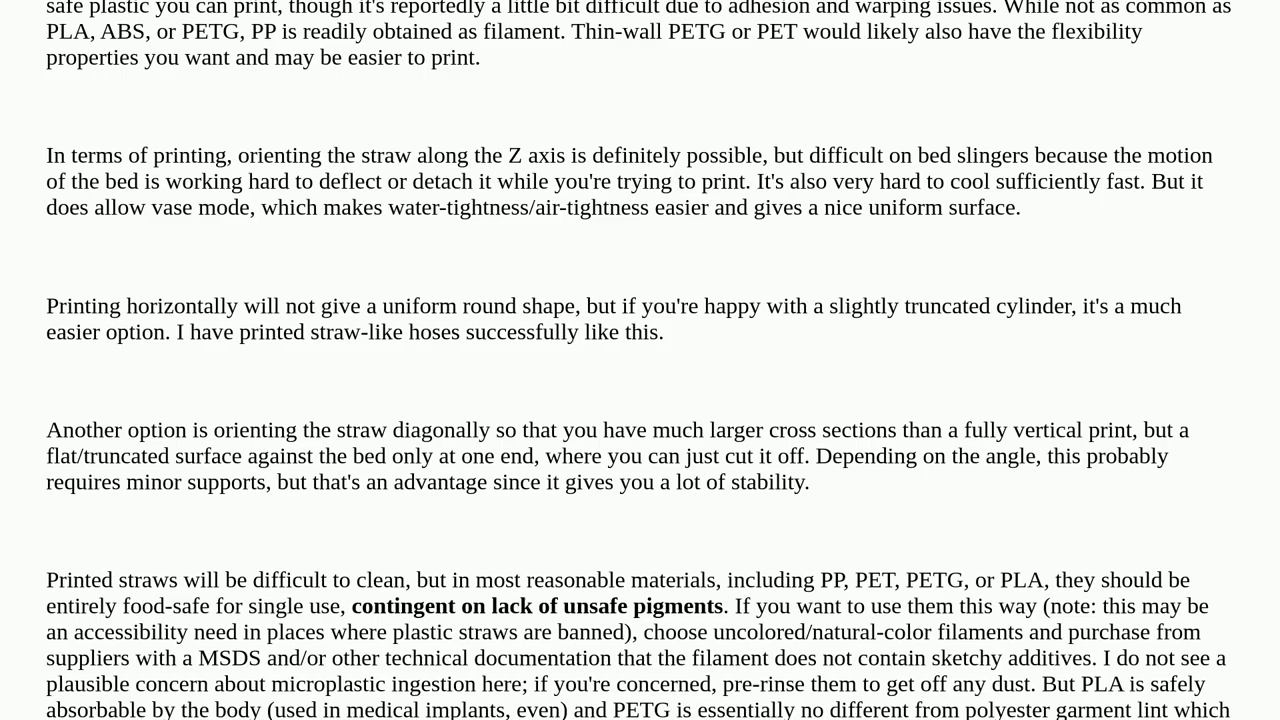 safe plastic you can print, though it's reportedly a little bit difficult due to adhesion and warping issues. While not as common as
PLA, ABS, or PETG, PP is readily obtained as filament. Thin-wall PETG or PET would likely also have the flexibility
properties you want and may be easier to print.
In terms of printing, orienting the straw along the Z axis is definitely possible, but difficult on bed slingers because the motion
of the bed is working hard to deflect or detach it while you're trying to print. It's also very hard to cool sufficiently fast. But it
does allow vase mode, which makes water-tightness/air-tightness easier and gives a nice uniform surface.
Printing horizontally will not give a uniform round shape, but if you're happy with a slightly truncated cylinder, it's a much
easier option. I have printed straw-like hoses successfully like this.
Another option is orienting the straw diagonally so that you have much larger cross sections than a fully vertical print, but a
flat/truncated surface against the bed only at one end, where you can just cut it off. Depending on the angle, this probably
requires minor supports, but that's an advantage since it gives you a lot of stability.
Printed straws will be difficult to clean, but in most reasonable materials, including PP, PET, PETG, or PLA, they should be
entirely food-safe for single use, contingent on lack of unsafe pigments. If you want to use them this way (note: this may be
an accessibility need in places where plastic straws are banned), choose uncolored/natural-color filaments and purchase from
suppliers with a MSDS and/or other technical documentation that the filament does not contain sketchy additives. I do not see a
plausible concern about microplastic ingestion here; if you're concerned, pre-rinse them to get off any dust. But PLA is safely
absorbable by the body (used in medical implants, even) and PETG is essentially no different from polyester garment lint which